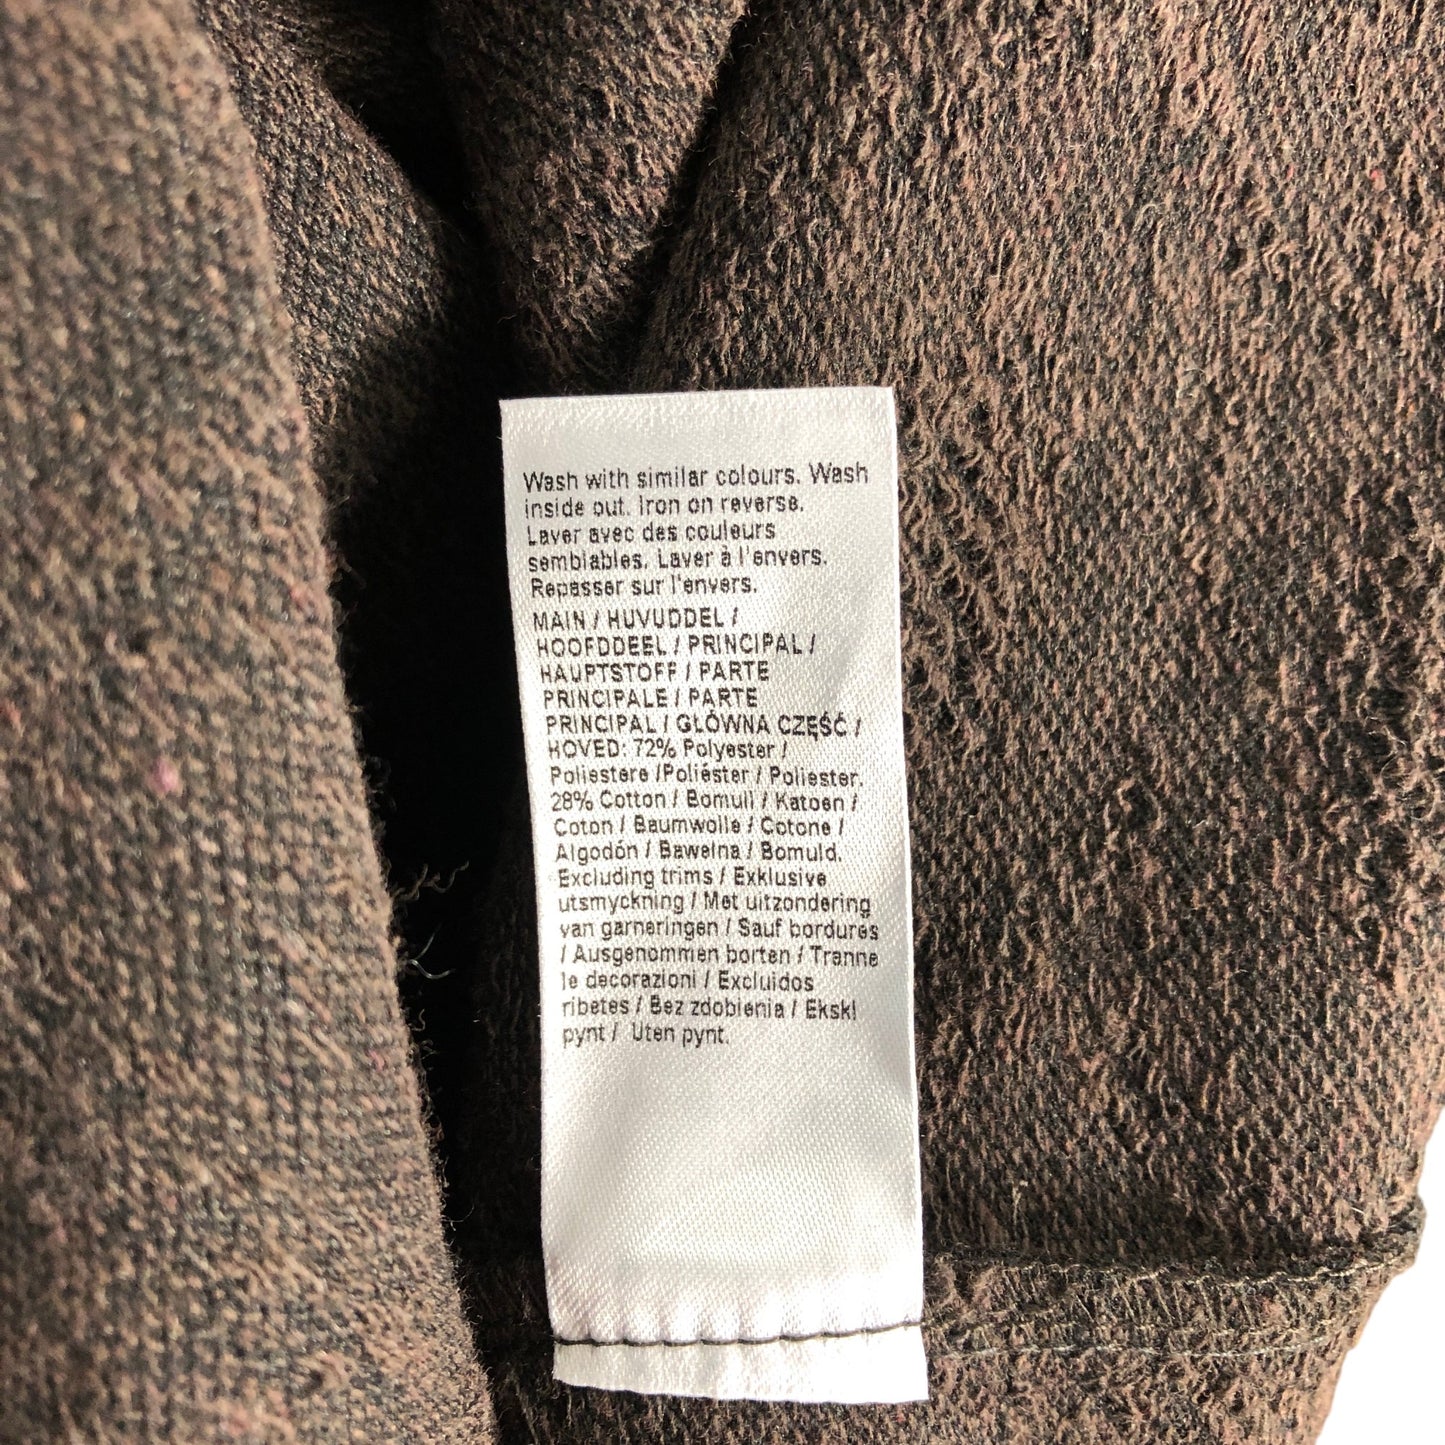 Wash with similar colours. Wash
inside out. Iron on reverse.
Laver avec des couleurs
semblables. Laver à l'envers.
Repasser sur l'envers.
MAIN / HUVUDDEL /
HOOFDDEEL / PRINCIPAL /
HAUPTSTOFF / PARTE
PRINCIPALE / PARTE
PRINCIPAL / GŁÓWNA CZĘŚĆ /
HOVED: 72% Polyester /
Poliestere /Poliéster / Poliester.
28% Cotton / Bomull / Katoen /
Coton / Baumwolle / Cotone /
Algodón / Bawełna / Bomuld.
Excluding trims / Exklusive
utsmyckning / Met uitzondering
van garneringen / Sauf bordures
/ Ausgenommen borten / Tranne
le decorazioni / Excluidos
ribetes / Bez zdobienia / Ekskl
pynt / Uten pynt.